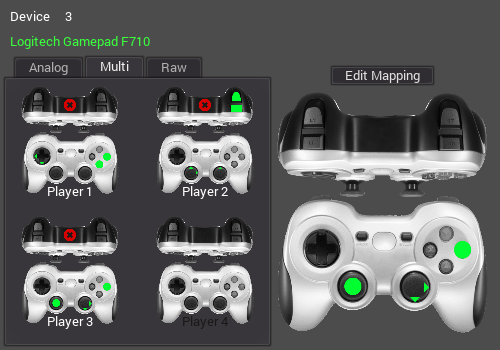 Device 3
Logitech Gamepad F710
Analog Multi Raw
Edit Mapping
Player 1 Player 2
Player 3 Player 4